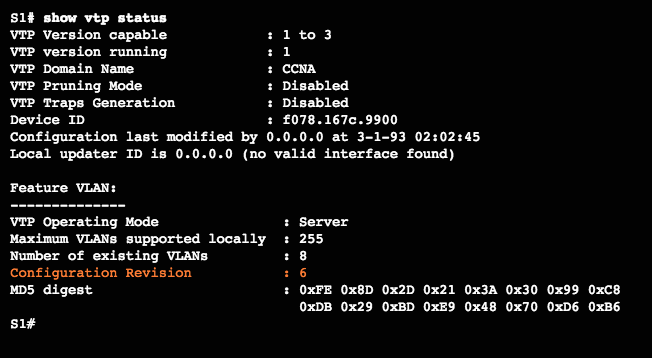 S1# show vtp status
VTP Version capable : 1 to 3
VTP version running : 1
VTP Domain Name : CCNA
VTP Pruning Mode : Disabled
VTP Traps Generation : Disabled
Device ID : f078.167c.9900
Configuration last modified by 0.0.0.0 at 3-1-93 02:02:45
Local updater ID is 0.0.0.0 (no valid interface found)
Feature VLAN:
--------------
VTP Operating Mode : Server
Maximum VLANs supported locally : 255
Number of existing VLANs : 8
Configuration Revision : 6
MD5 digest : 0xFE 0x8D 0x2D 0x21 0x3A 0x30 0x99 0xC8
0xDB 0x29 0xBD 0xE9 0x48 0x70 0xD6 0xB6
S1#